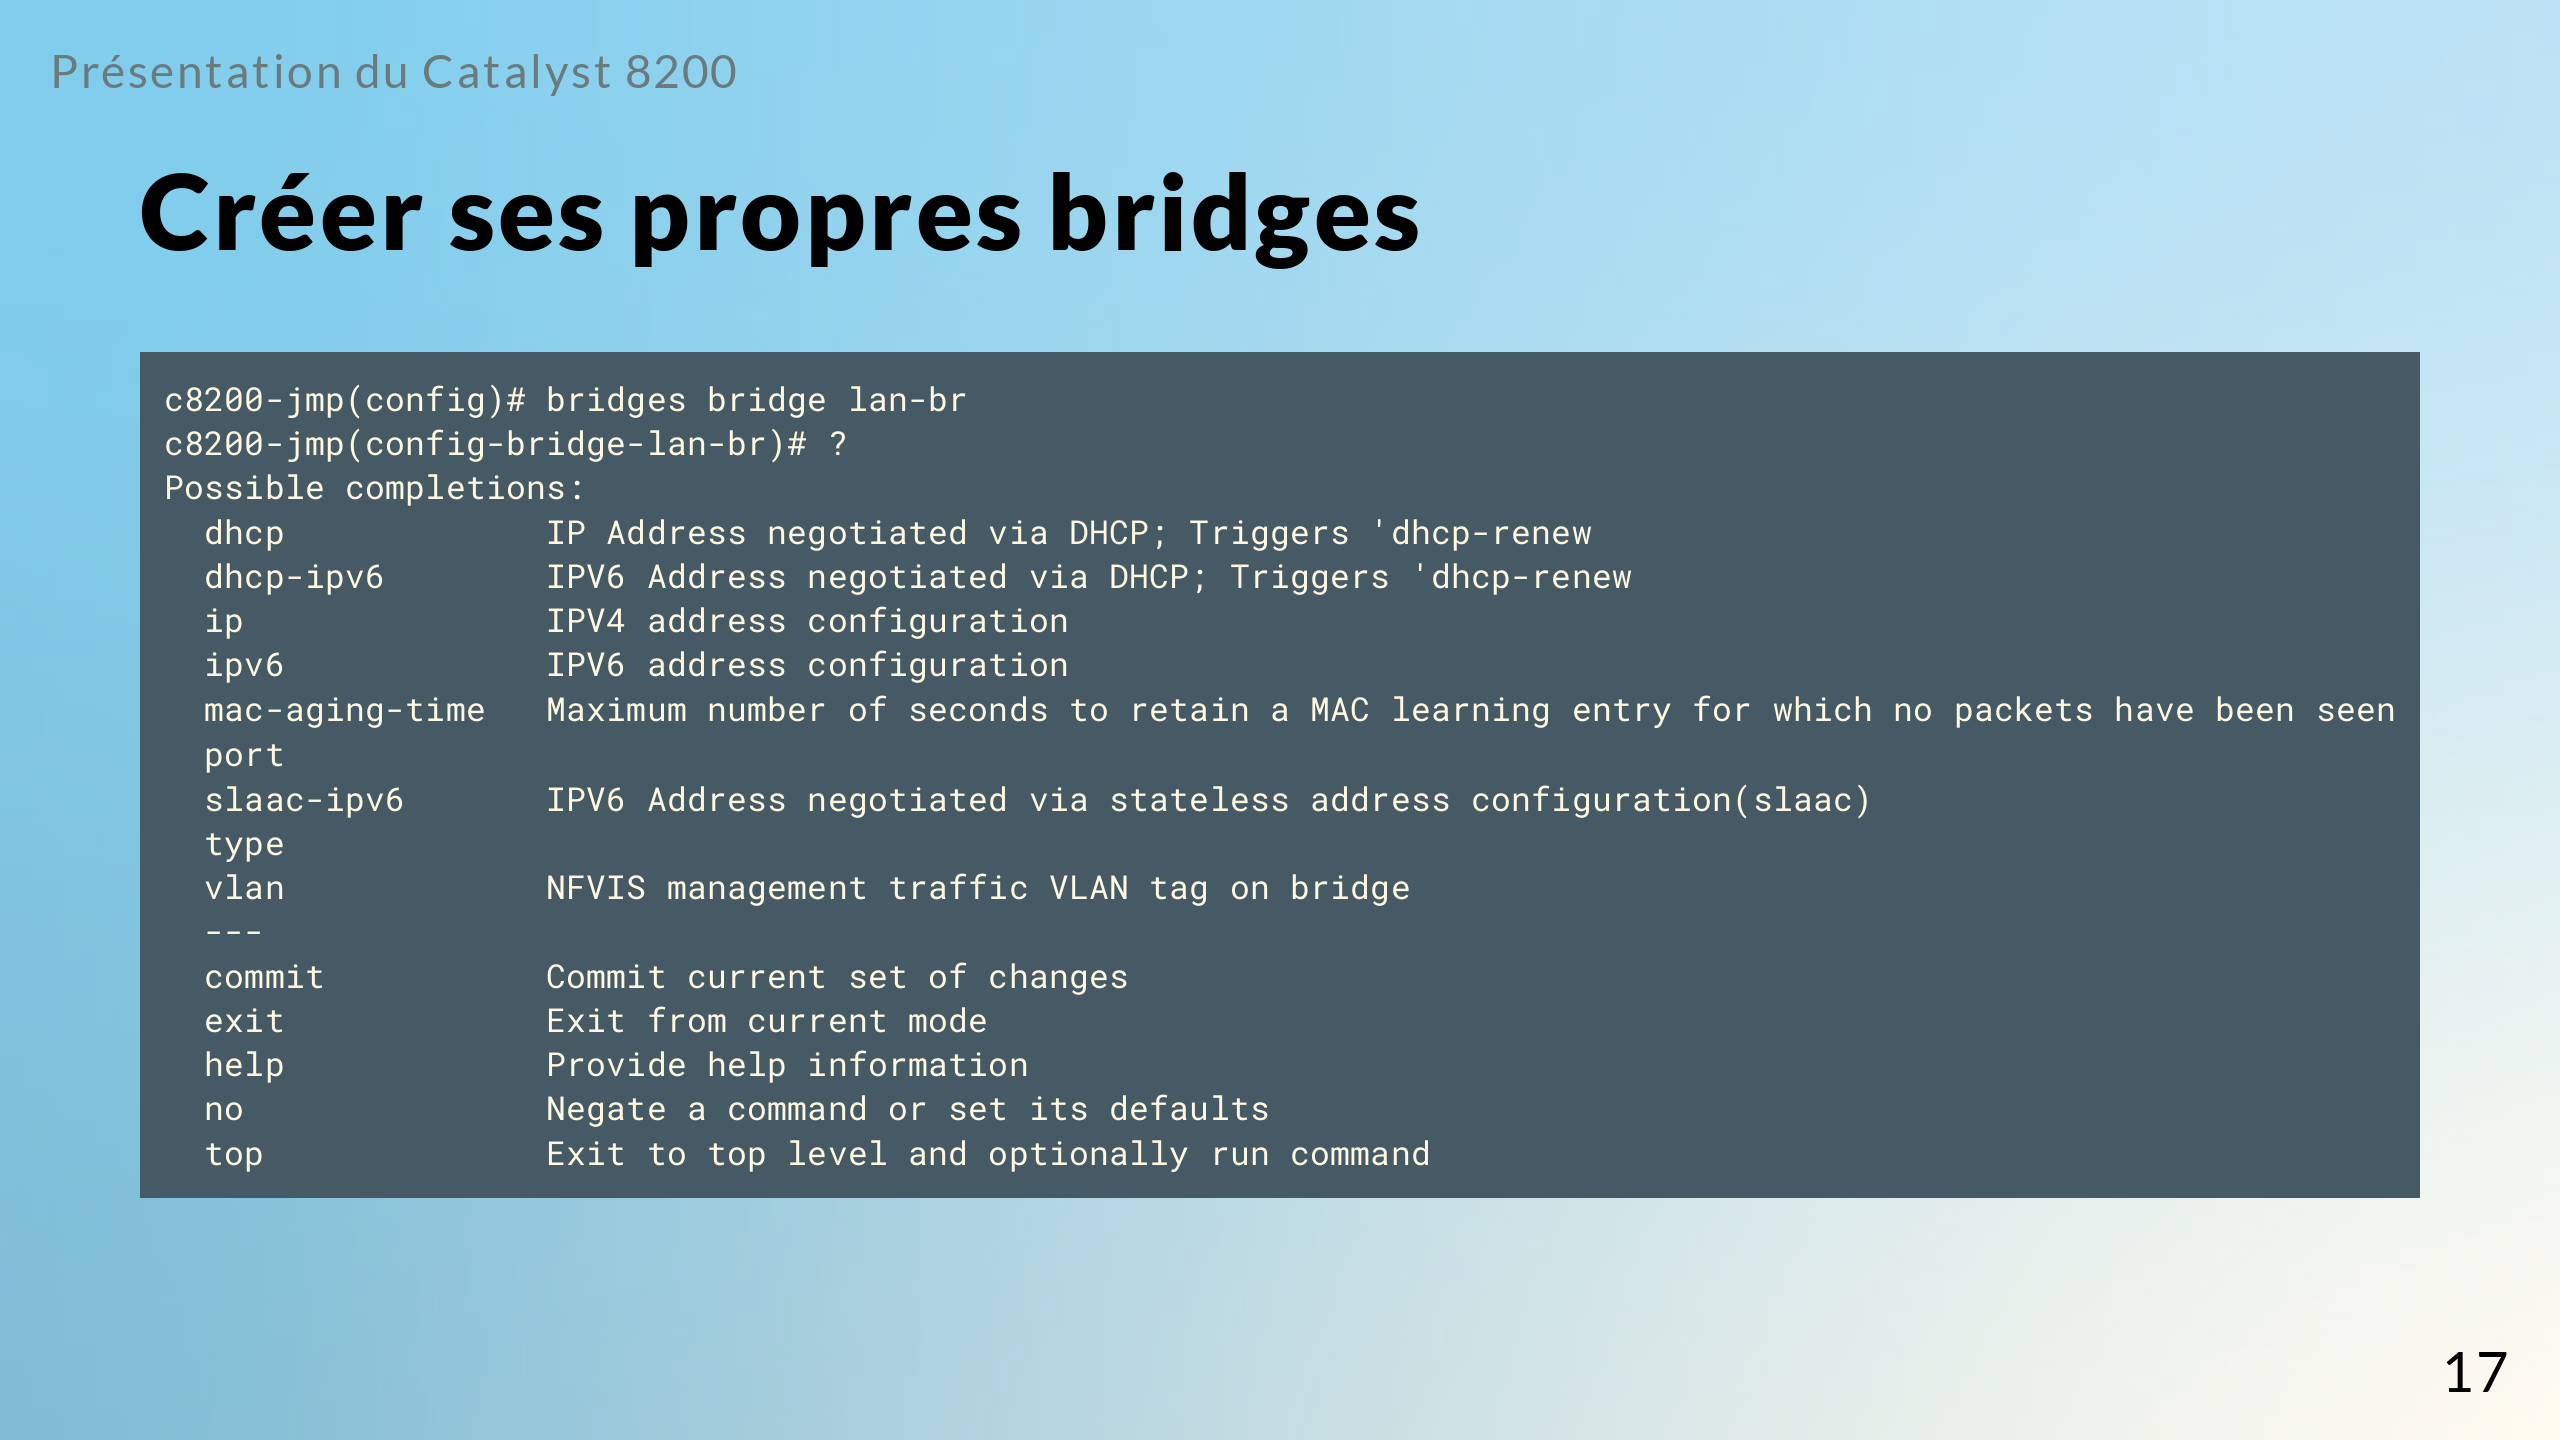 Présentation du Catalyst 8200
Créer ses propres bridges
c8200-jmp(config)# bridges bridge lan-br
c8200-jmp(config-bridge-lan-br)# ?
Possible completions:
  dhcp             IP Address negotiated via DHCP; Triggers 'dhcp-renew
  dhcp-ipv6        IPV6 Address negotiated via DHCP; Triggers 'dhcp-renew
  ip               IPV4 address configuration
  ipv6             IPV6 address configuration
  mac-aging-time   Maximum number of seconds to retain a MAC learning entry for which no packets have been seen
  port
  slaac-ipv6       IPV6 Address negotiated via stateless address configuration(slaac)
  type
  vlan             NFVIS management traffic VLAN tag on bridge
  ---
  commit           Commit current set of changes
  exit             Exit from current mode
  help             Provide help information
  no               Negate a command or set its defaults
  top              Exit to top level and optionally run command
17